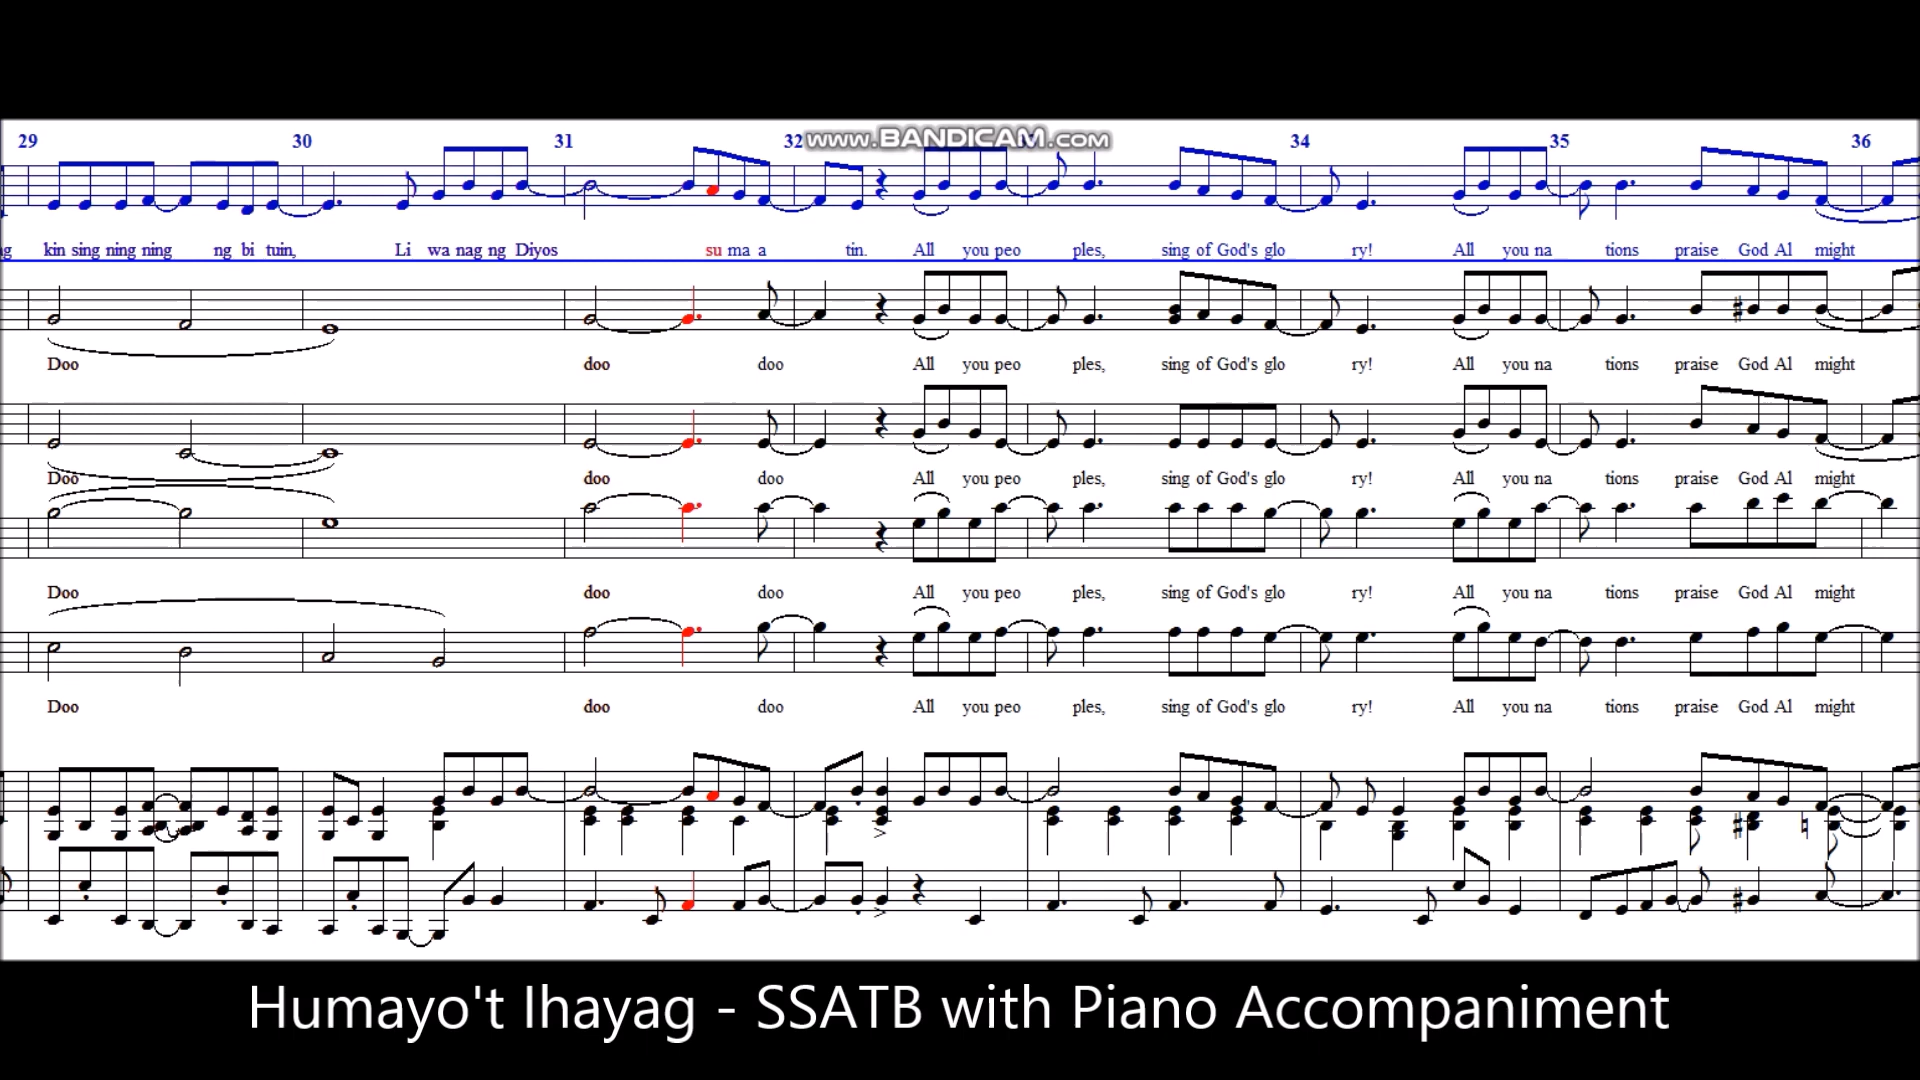 29 30 31 32 34 35 36
www.BANDICAM.com
g kin sing ning ning ng bi tuin, Li wa nag ng Diyos su ma a tin. All you peo ples, sing of God's glo ry! All you na tions praise God Al might
Doo doo doo All you peo ples, sing of God's glo ry! All you na tions praise God Al might
Doo doo doo All you peo ples, sing of God's glo ry! All you na tions praise God Al might
Doo doo doo All you peo ples, sing of God's glo ry! All you na tions praise God Al might
Doo doo doo All you peo ples, sing of God's glo ry! All you na tions praise God Al might
Humayo't Ihayag - SSATB with Piano Accompaniment